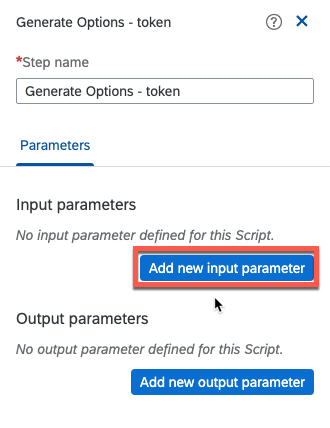 Generate Options - token
?
*Step name
Generate Options - token
Parameters
Input parameters
No input parameter defined for this Script.
Add new input parameter
Output parameters
No output parameter defined for this Script.
Add new output parameter